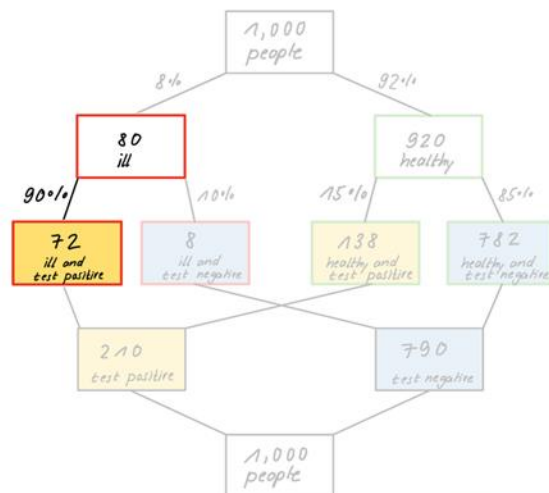 1,000
people
8%
92%
80
ill
920
healthy
90%
10%
15%
85%
72
ill and
test positive
8
ill and
test negative
138
healthy and
test positive
782
healthy and
test negative
210
test positive
790
test negative
1,000
people